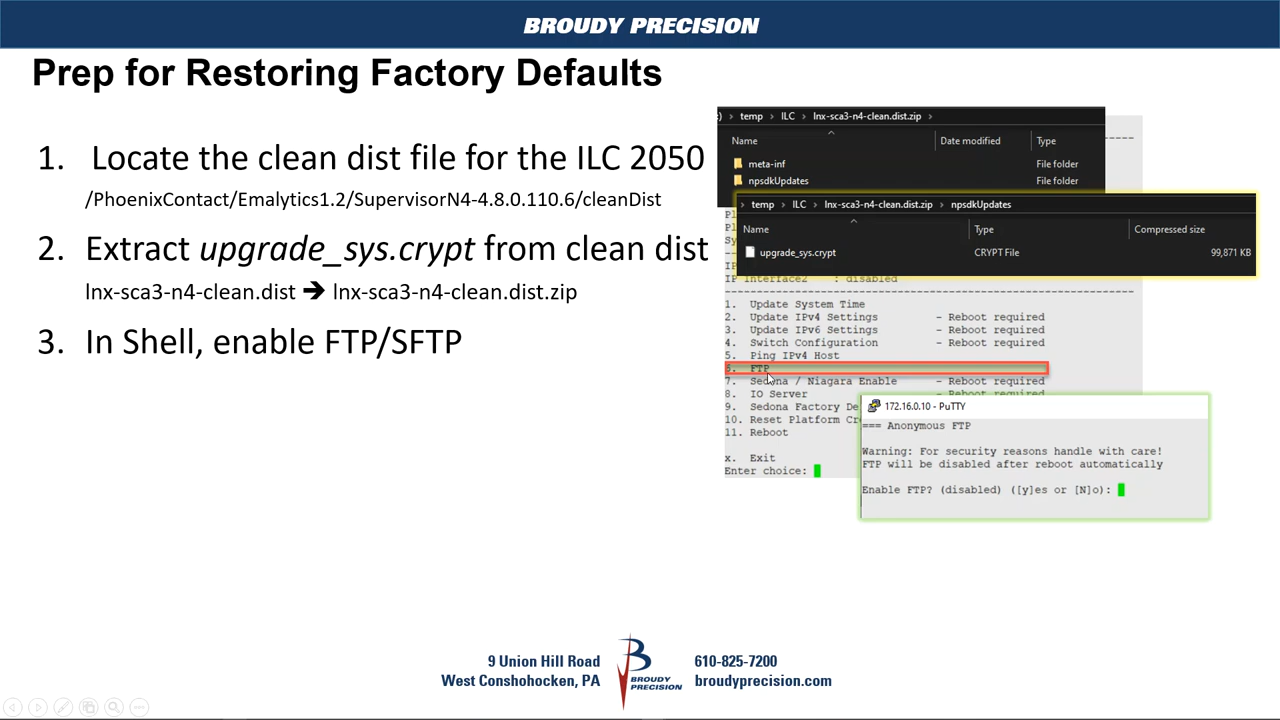 BROUDY PRECISION
Prep for Restoring Factory Defaults
1. Locate the clean dist file for the ILC 2050
/PhoenixContact/Emalytics1.2/SupervisorN4-4.8.0.110.6/cleanDist
2. Extract upgrade_sys.crypt from clean dist
lnx-sca3-n4-clean.dist → lnx-sca3-n4-clean.dist.zip
3. In Shell, enable FTP/SFTP
› temp › ILC › lnx-sca3-n4-clean.dist.zip ›
Name Date modified Type
meta-inf File folder
npsdkUpdates File folder
› temp › ILC › lnx-sca3-n4-clean.dist.zip › npsdkUpdates
Name Type Compressed size
upgrade_sys.crypt CRYPT File 99,871 KB
IP Interface2 : disabled
1. Update System Time
2. Update IPv4 Settings - Reboot required
3. Update IPv6 Settings - Reboot required
4. Switch Configuration - Reboot required
5. Ping IPv4 Host
6. FTP
7. Sedona / Niagara Enable - Reboot required
8. IO Server - Reboot required
9. Sedona Factory De
10. Reset Platform Cr
11. Reboot
x. Exit
Enter choice:
172.16.0.10 - PuTTY
=== Anonymous FTP
Warning: For security reasons handle with care!
FTP will be disabled after reboot automatically
Enable FTP? (disabled) ([y]es or [N]o):
9 Union Hill Road
West Conshohocken, PA
BROUDY
PRECISION
610-825-7200
broudyprecision.com